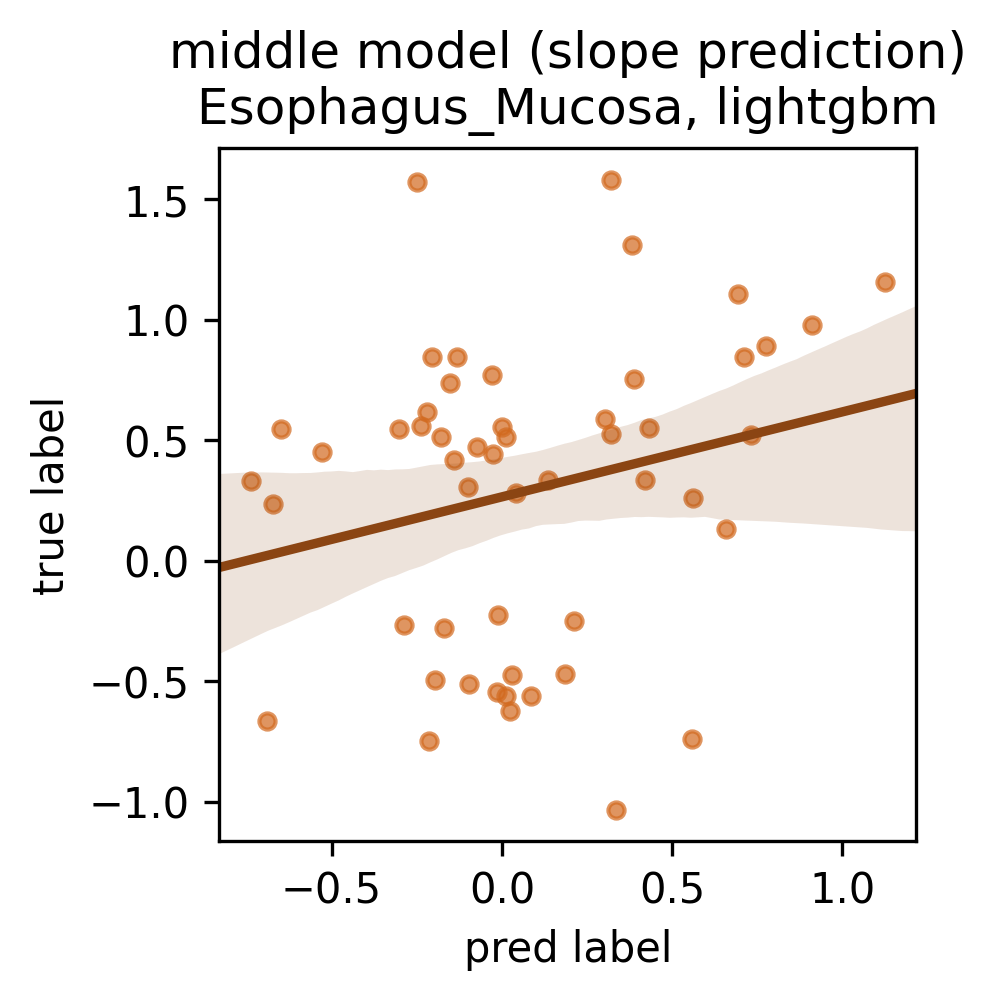 middle model (slope prediction)
Esophagus_Mucosa, lightgbm
1.5
1.0
0.5
0.0
−0.5
−1.0
true label
−0.5 0.0 0.5 1.0
pred label